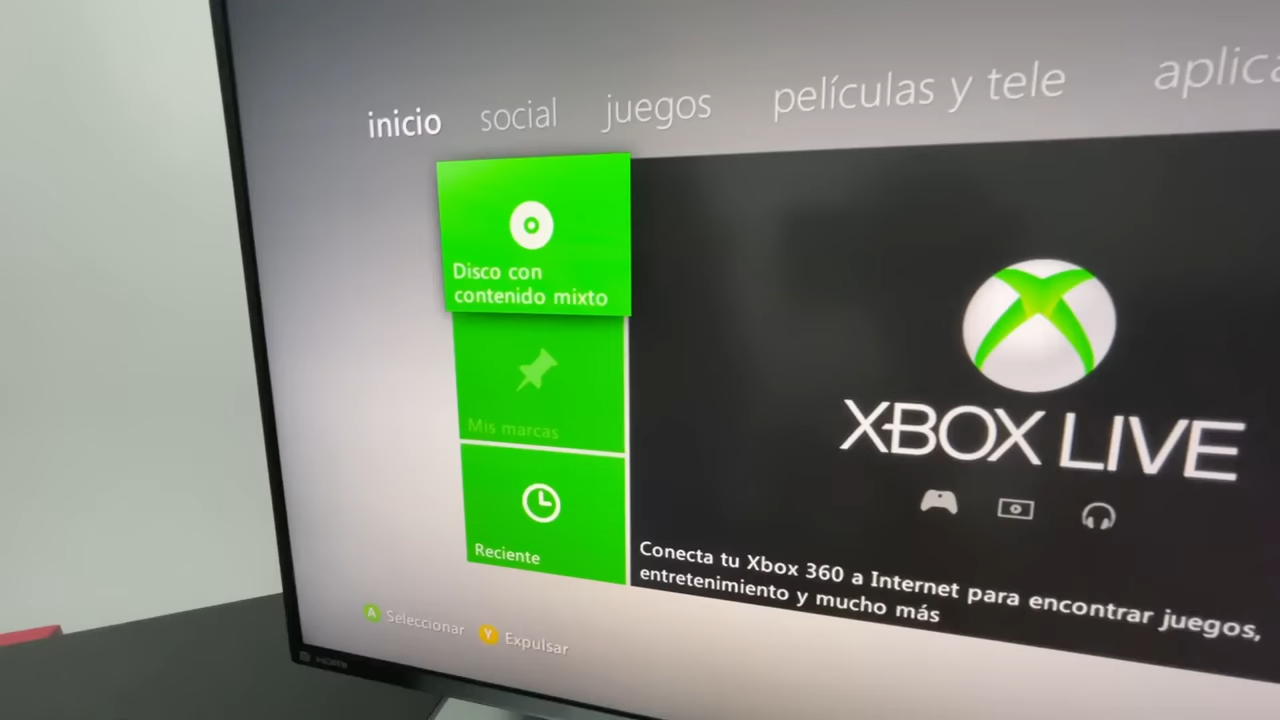 inicio social juegos películas y tele
Disco con
contenido mixto
Mis marcas
Reciente
XBOX LIVE
Conecta tu Xbox 360 a Internet para encontrar juegos,
entretenimiento y mucho más
A Seleccionar Y Expulsar
HDMI